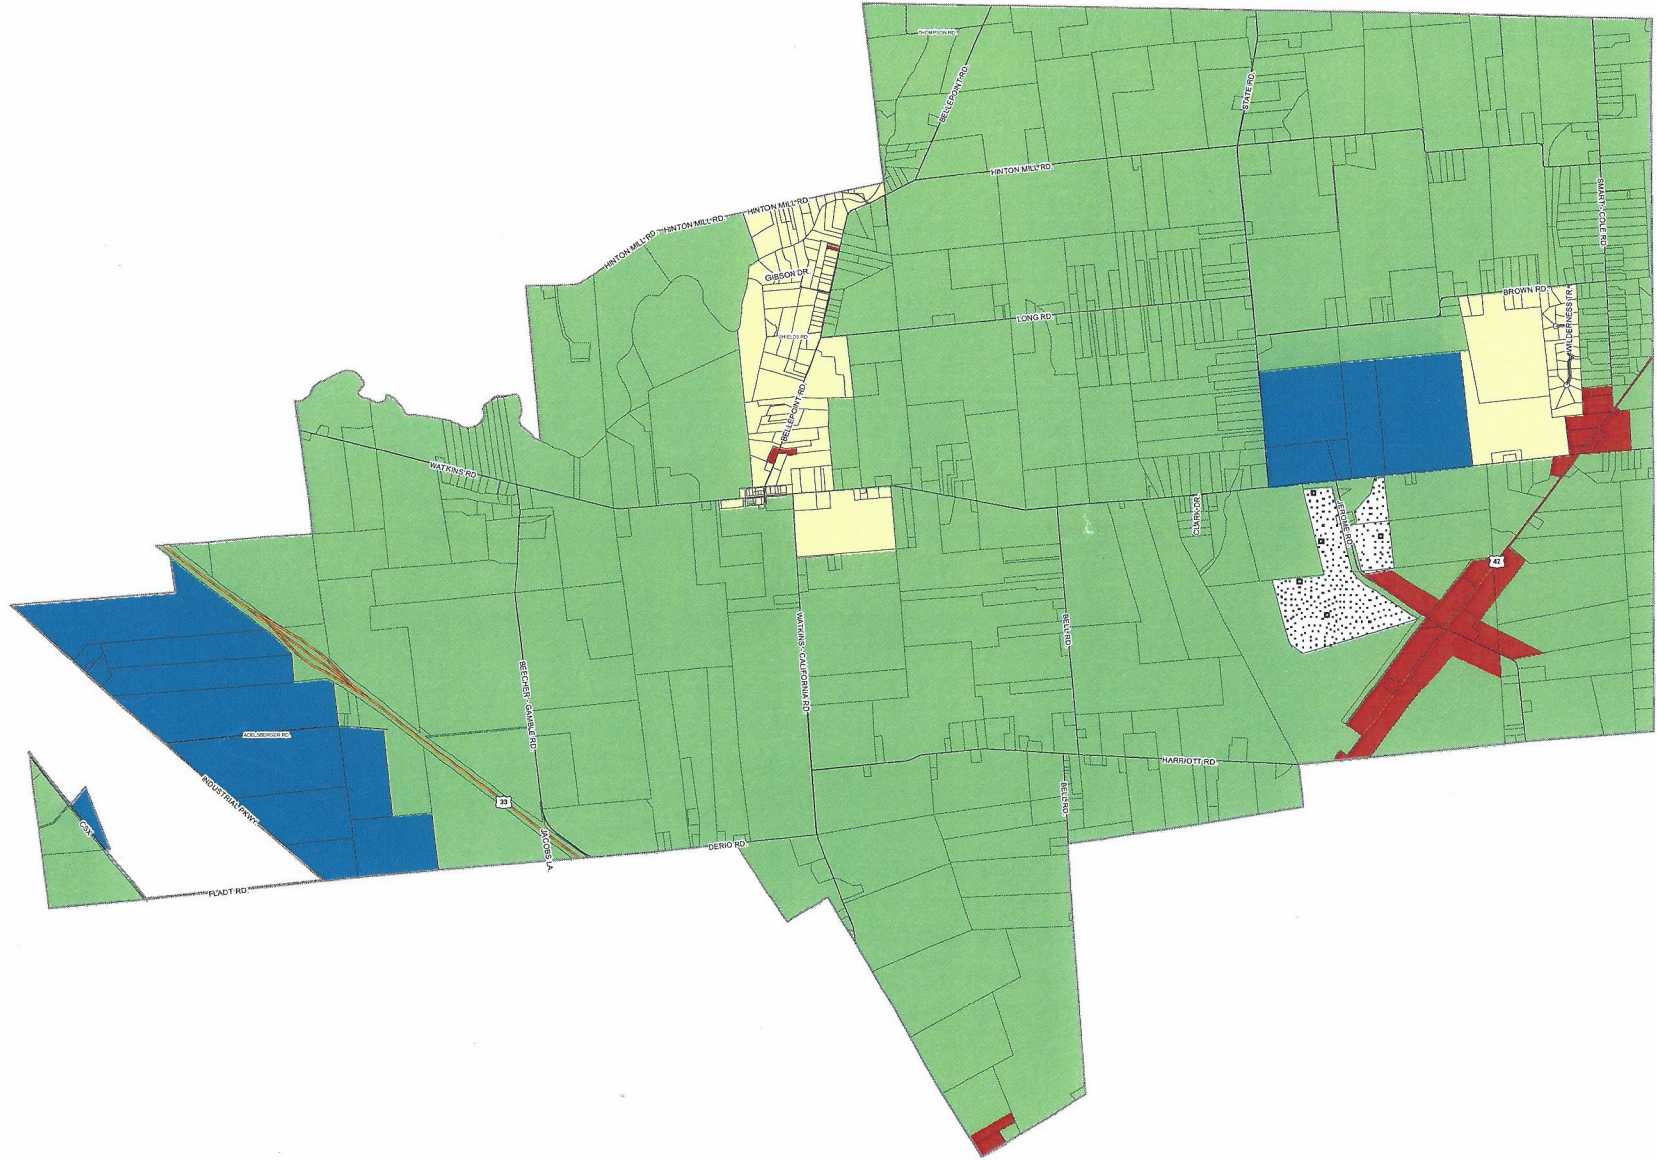 THOMPSON RD.
BELLEPOINT RD.
STATE RD.
HINTON MILL RD.
SMART - COLE RD.
HINTON MILL RD.
HINTON MILL RD.
HINTON MILL RD.
GIBSON DR.
BROWN RD.
WILDERNESS TR.
LONG RD.
SHIELDS RD.
BELLEPOINT RD.
WATKINS RD.
CLARK DR.
JEROME RD.
42
WATKINS - CALIFORNIA RD.
BELL RD.
BEECHER - GAMBLE RD.
ADELSBERGER RD.
HARRIOTT RD.
INDUSTRIAL PKWY.
33
BELL RD.
CSX
JACOBS LA.
DERIO RD.
FLADT RD.